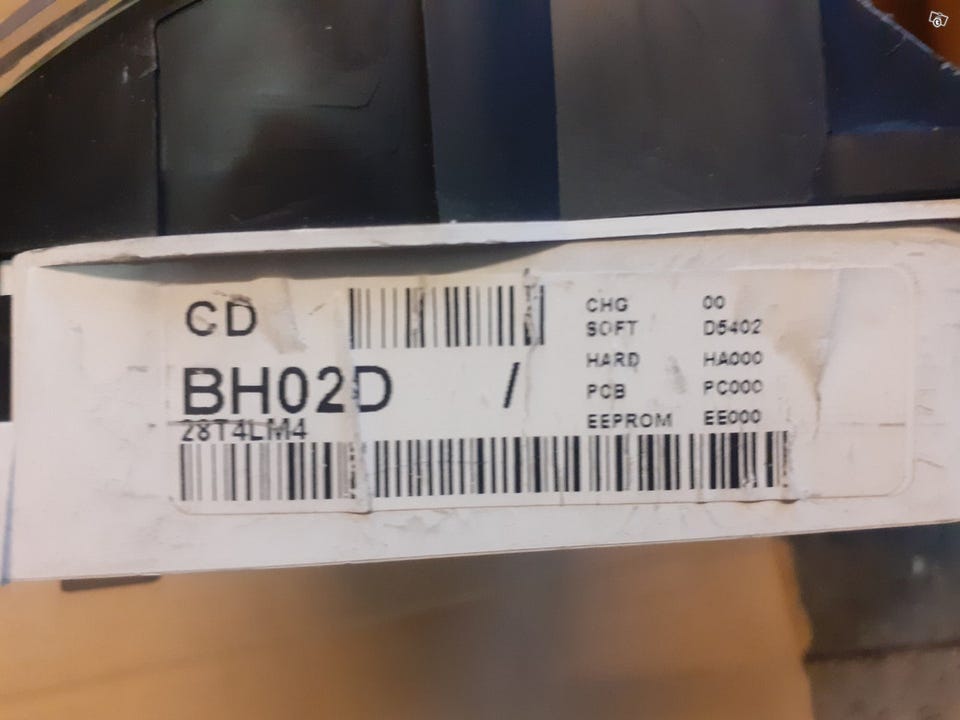 CD
BH02D /
28T4LM4
CHG 00
SOFT D5402
HARD HA000
PCB PC000
EEPROM EE000